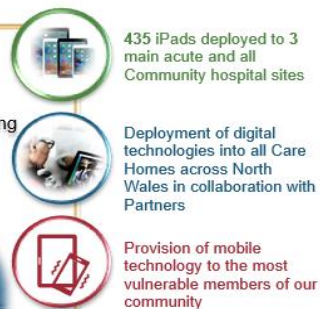 435 iPads deployed to 3
main acute and all
Community hospital sites
ng
Deployment of digital
technologies into all Care
Homes across North
Wales in collaboration with
Partners
Provision of mobile
technology to the most
vulnerable members of our
community